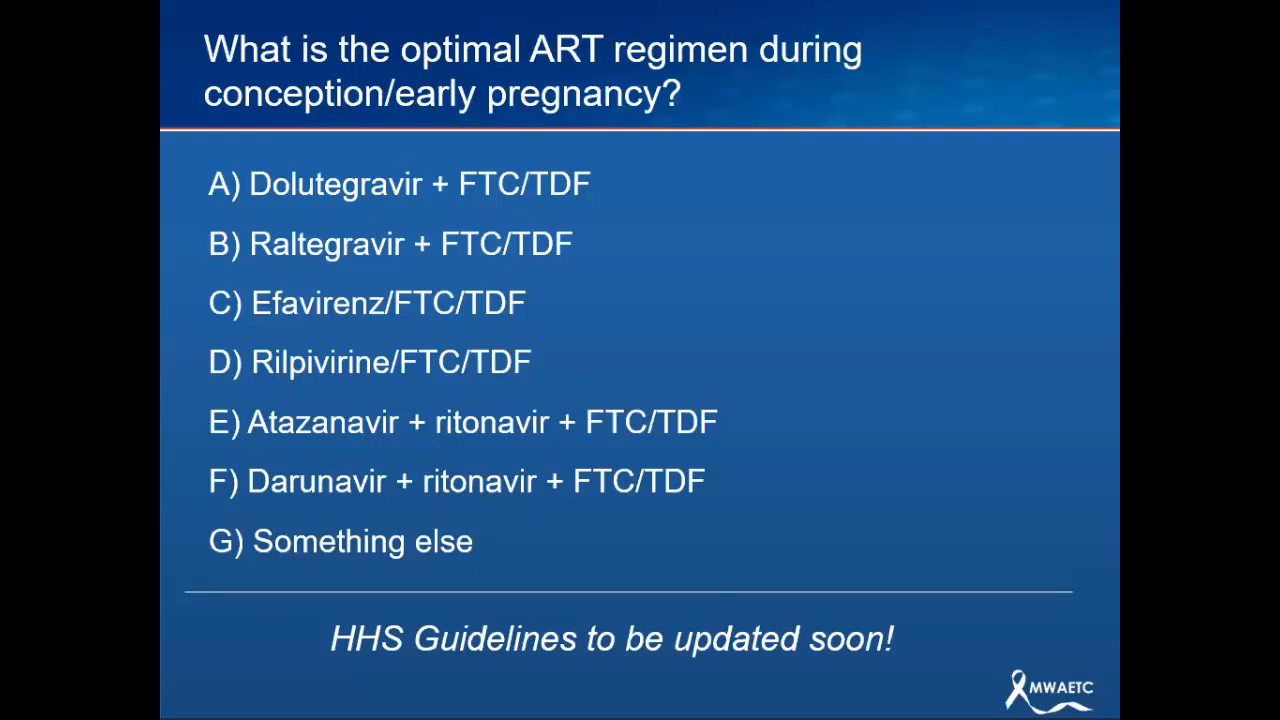 What is the optimal ART regimen during
conception/early pregnancy?
A) Dolutegravir + FTC/TDF
B) Raltegravir + FTC/TDF
C) Efavirenz/FTC/TDF
D) Rilpivirine/FTC/TDF
E) Atazanavir + ritonavir + FTC/TDF
F) Darunavir + ritonavir + FTC/TDF
G) Something else
HHS Guidelines to be updated soon!
MWAETC